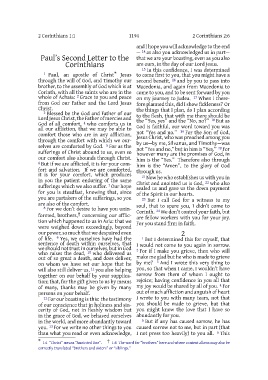 2 Corinthians 1:1
1194
2 Corinthians 2:6
Paul's Second Letter to the
Corinthians
1 Paul, an apostle of Christ* Jesus
through the will of God, and Timothy our
brother, to the assembly of God which is at
Corinth, with all the saints who are in the
whole of Achaia: 2 Grace to you and peace
from God our Father and the Lord Jesus
Christ.
3 Blessed be the God and Father of our
Lord Jesus Christ, the Father of mercies and
God of all comfort, 4 who comforts us in
all our affliction, that we may be able to
comfort those who are in any affliction,
through the comfort with which we our-
selves are comforted by God. 5 For as the
sufferings of Christ abound to us, even so
our comfort also abounds through Christ.
6 But if we are afflicted, it is for your com-
fort and salvation. If we are comforted,
it is for your comfort, which produces
in you the patient enduring of the same
sufferings which we also suffer. 7 Our hope
for you is steadfast, knowing that, since
you are partakers of the sufferings, so you
are also of the comfort.
8 For we don't desire to have you unin-
formed, brothers,† concerning our afflic-
tion which happened to us in Asia: that we
were weighed down exceedingly, beyond
our power, so much that we despaired even
of life. 9 Yes, we ourselves have had the
sentence of death within ourselves, that
we should not trust in ourselves, but in God
who raises the dead, 10 who delivered us
out of so great a death, and does deliver,
on whom we have set our hope that he
will also still deliver us, 11 you also helping
together on our behalf by your supplica-
tion; that, for the gift given to us by means
of many, thanks may be given by many
persons on your behalf.
12 For our boasting is this: the testimony
of our conscience that in holiness and sin-
cerity of God, not in fleshly wisdom but
in the grace of God, we behaved ourselves
in the world, and more abundantly toward
you. 13 For we write no other things to you
than what you read or even acknowledge,
and I hope you will acknowledge to the end
— 14 as also you acknowledged us in part—
that we are your boasting, even as you also
are ours, in the day of our Lord Jesus.
15 In this confidence, I was determined
to come first to you, that you might have a
second benefit, 16 and by you to pass into
Macedonia, and again from Macedonia to
come to you, and to be sent forward by you
on my journey to Judea. 17 When I there-
fore planned this, did I show fickleness? Or
the things that I plan, do I plan according
to the flesh, that with me there should be
the "Yes, yes" and the "No, no?" 18 But as
God is faithful, our word toward you was
not "Yes and no." 19 For the Son of God,
Jesus Christ, who was preached among you
by us—by me, Silvanus, and Timothy—was
not "Yes and no," but in him is "Yes." 20 For
however many are the promises of God, in
him is the "Yes." Therefore also through
him is the "Amen", to the glory of God
through us.
21 Now he who establishes us with you in
Christ and anointed us is God, 22 who also
sealed us and gave us the down payment
of the Spirit in our hearts.
23 But I call God for a witness to my
soul, that to spare you, I didn't come to
Corinth. 24 We don't control your faith, but
are fellow workers with you for your joy.
For you stand firm in faith.
2
1 But I determined this for myself, that
I would not come to you again in sorrow.
2 For if I make you grieve, then who will
make me glad but he who is made to grieve
by me? 3 And I wrote this very thing to
you, so that when I came, I wouldn't have
sorrow from them of whom I ought to
rejoice; having confidence in you all that
my joy would be shared by all of you. 4 For
out of much affliction and anguish of heart
I wrote to you with many tears, not that
you should be made to grieve, but that
you might know the love that I have so
abundantly for you.
5 But if any has caused sorrow, he has
caused sorrow not to me, but in part (that
I not press too heavily) to you all. 6 This
* 1:1 "Christ" means "Anointed One". † 1:8 The word for "brothers" here and where context allows may also be
correctly translated "brothers and sisters" or "siblings."